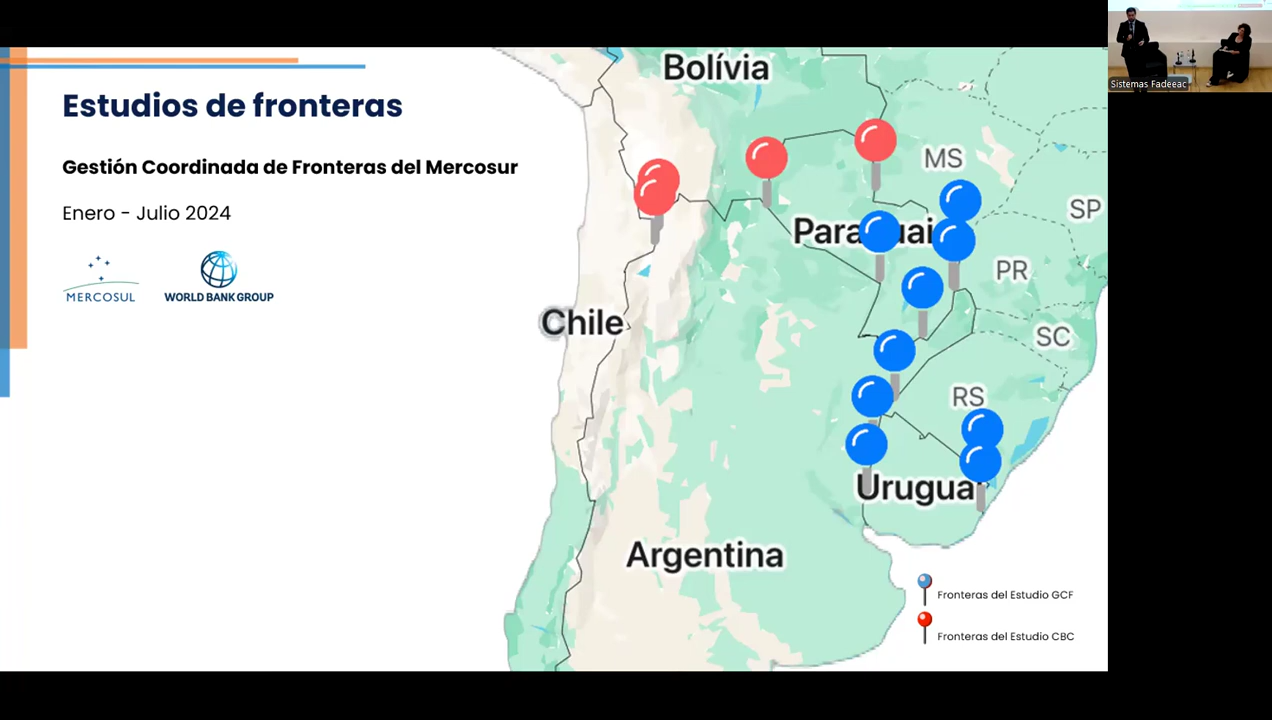 Estudios de fronteras
Gestión Coordinada de Fronteras del Mercosur
Enero - Julio 2024
MERCOSUL
WORLD BANK GROUP
Bolívia
MS
SP
PR
Chile
SC
RS
Argentina
Fronteras del Estudio GCF
Fronteras del Estudio CBC
Sistemas Fadeeac